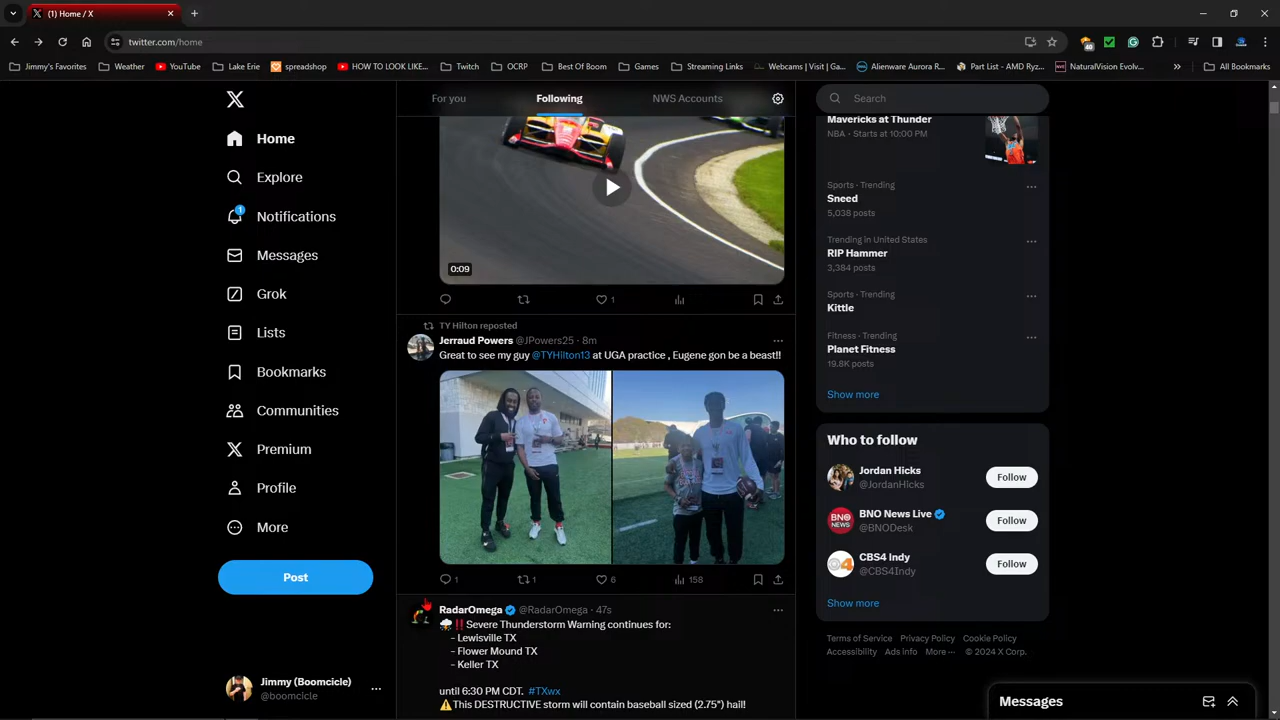 (1) Home / X
twitter.com/home
40
Jimmy's Favorites
Weather
YouTube
Lake Erie
spreadshop
HOW TO LOOK LIKE...
Twitch
OCRP
Best Of Boom
Games
Streaming Links
Webcams | Visit | Ga...
Alienware Aurora R...
Part List - AMD Ryz...
NaturalVision Evolv...
All Bookmarks
Home
Explore
1
Notifications
Messages
Grok
Lists
Bookmarks
Communities
Premium
Profile
More
Post
Jimmy (Boomcicle)
@boomcicle
For you
Following
NWS Accounts
0:09
1
TY Hilton reposted
Jerraud Powers @JPowers25 · 8m
Great to see my guy @TYHilton13 at UGA practice , Eugene gon be a beast!!
1
1
6
158
RadarOmega @RadarOmega · 47s
Severe Thunderstorm Warning continues for:
- Lewisville TX
- Flower Mound TX
- Keller TX
until 6:30 PM CDT. #TXwx
This DESTRUCTIVE storm will contain baseball sized (2.75") hail!
Search
Mavericks at Thunder
NBA · Starts at 10:00 PM
Sports · Trending
Sneed
5,038 posts
Trending in United States
RIP Hammer
3,384 posts
Sports · Trending
Kittle
Fitness · Trending
Planet Fitness
19.8K posts
Show more
Who to follow
Jordan Hicks
@JordanHicks
Follow
BNO NEWS
BNO News Live
@BNODesk
Follow
CBS4 Indy
@CBS4Indy
Follow
Show more
Terms of Service Privacy Policy Cookie Policy
Accessibility Ads info More ··· © 2024 X Corp.
Messages